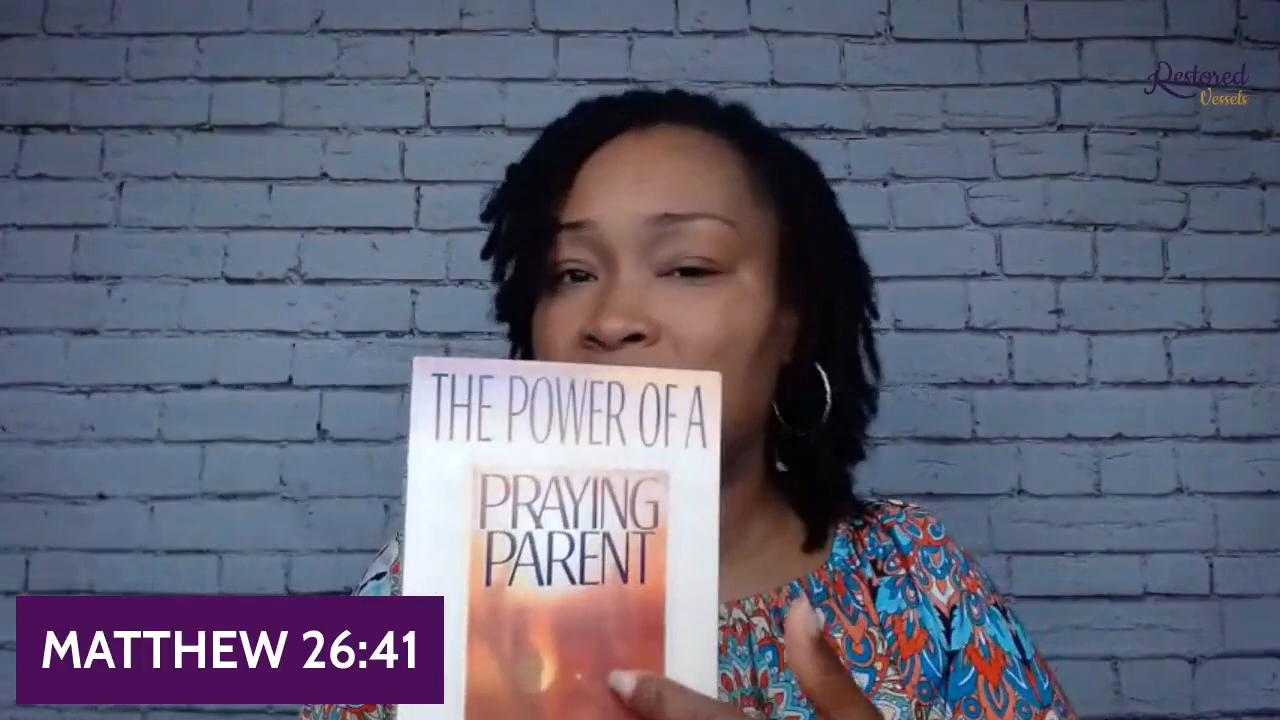 Restored
Vessels
THE POWER OF A
PRAYING
PARENT
MATTHEW 26:41